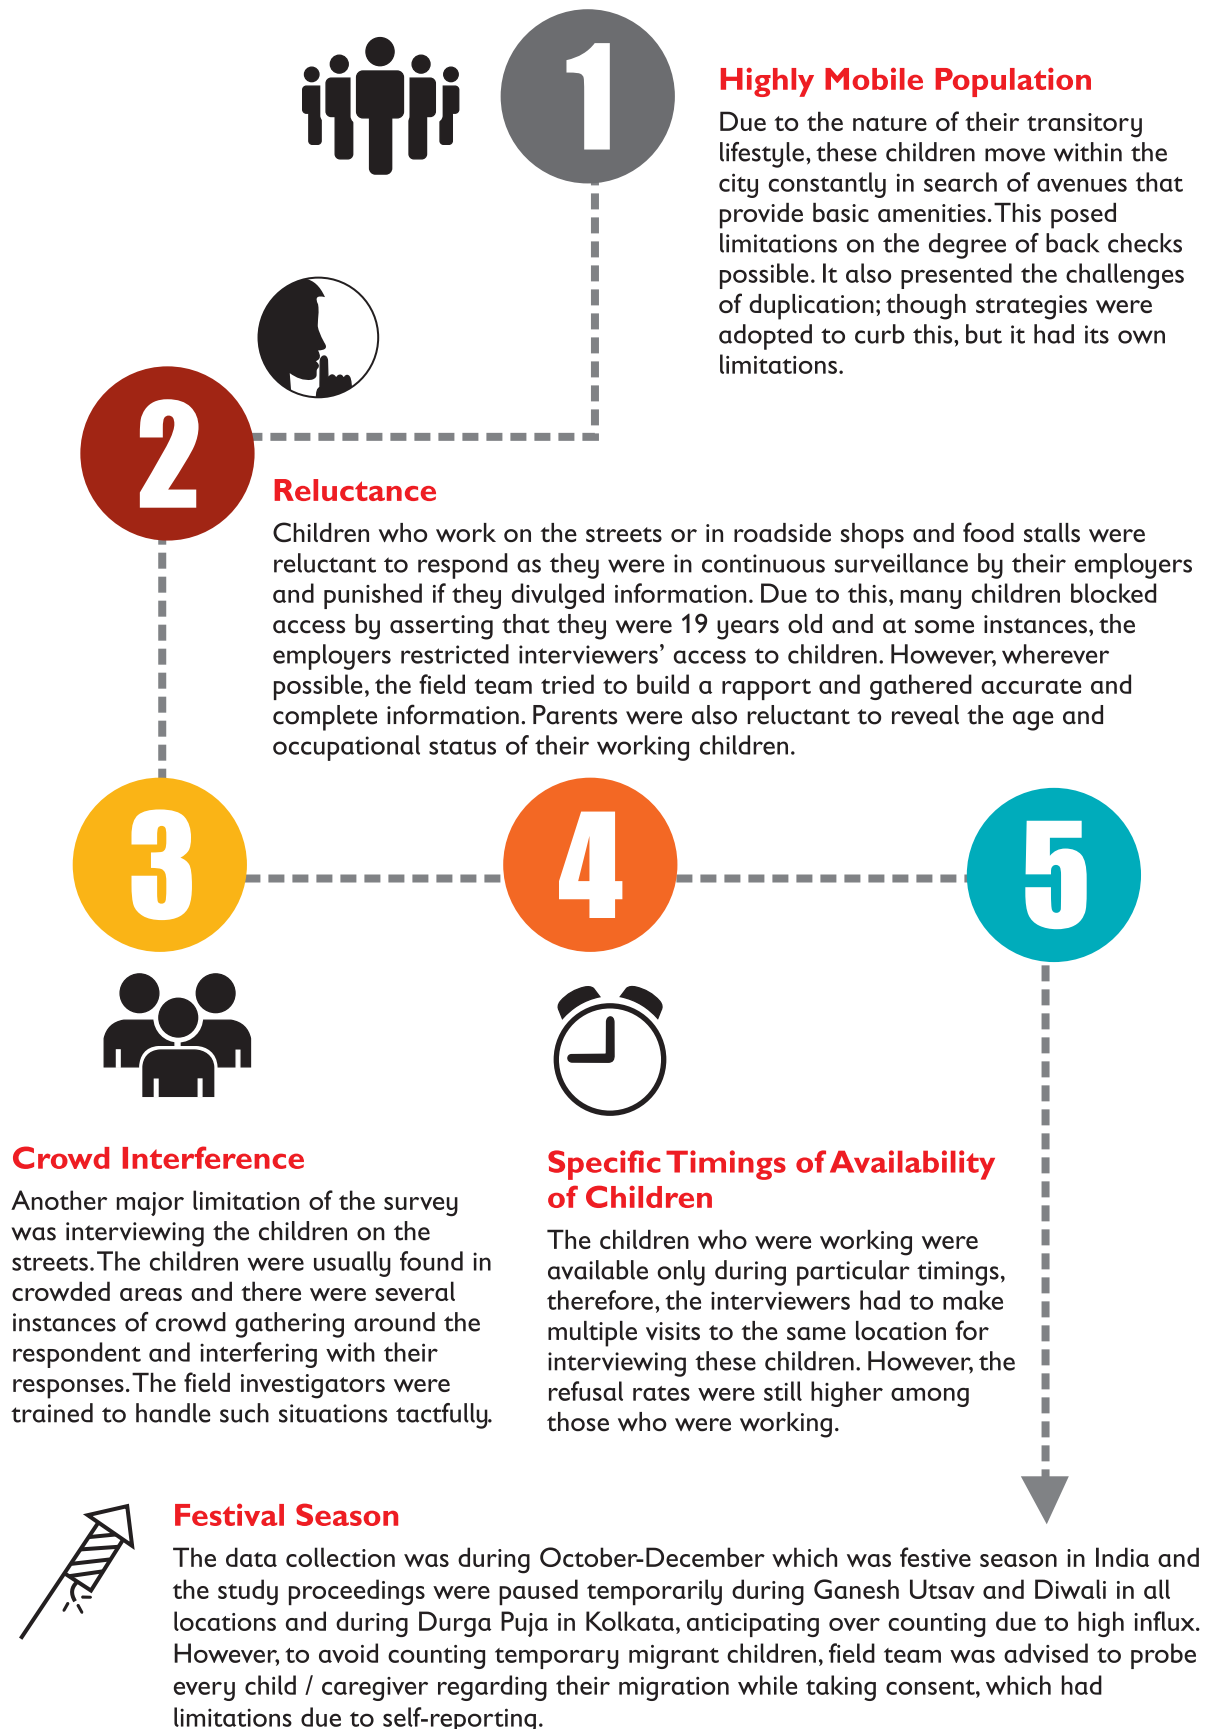 1
Highly Mobile Population
Due to the nature of their transitory
lifestyle, these children move within the
city constantly in search of avenues that
provide basic amenities. This posed
limitations on the degree of back checks
possible. It also presented the challenges
of duplication; though strategies were
adopted to curb this, but it had its own
limitations.
2
Reluctance
Children who work on the streets or in roadside shops and food stalls were
reluctant to respond as they were in continuous surveillance by their employers
and punished if they divulged information. Due to this, many children blocked
access by asserting that they were 19 years old and at some instances, the
employers restricted interviewers’ access to children. However, wherever
possible, the field team tried to build a rapport and gathered accurate and
complete information. Parents were also reluctant to reveal the age and
occupational status of their working children.
3
4
5
Crowd Interference
Another major limitation of the survey
was interviewing the children on the
streets. The children were usually found in
crowded areas and there were several
instances of crowd gathering around the
respondent and interfering with their
responses. The field investigators were
trained to handle such situations tactfully.
Specific Timings of Availability
of Children
The children who were working were
available only during particular timings,
therefore, the interviewers had to make
multiple visits to the same location for
interviewing these children. However, the
refusal rates were still higher among
those who were working.
Festival Season
The data collection was during October-December which was festive season in India and
the study proceedings were paused temporarily during Ganesh Utsav and Diwali in all
locations and during Durga Puja in Kolkata, anticipating over counting due to high influx.
However, to avoid counting temporary migrant children, field team was advised to probe
every child / caregiver regarding their migration while taking consent, which had
limitations due to self-reporting.